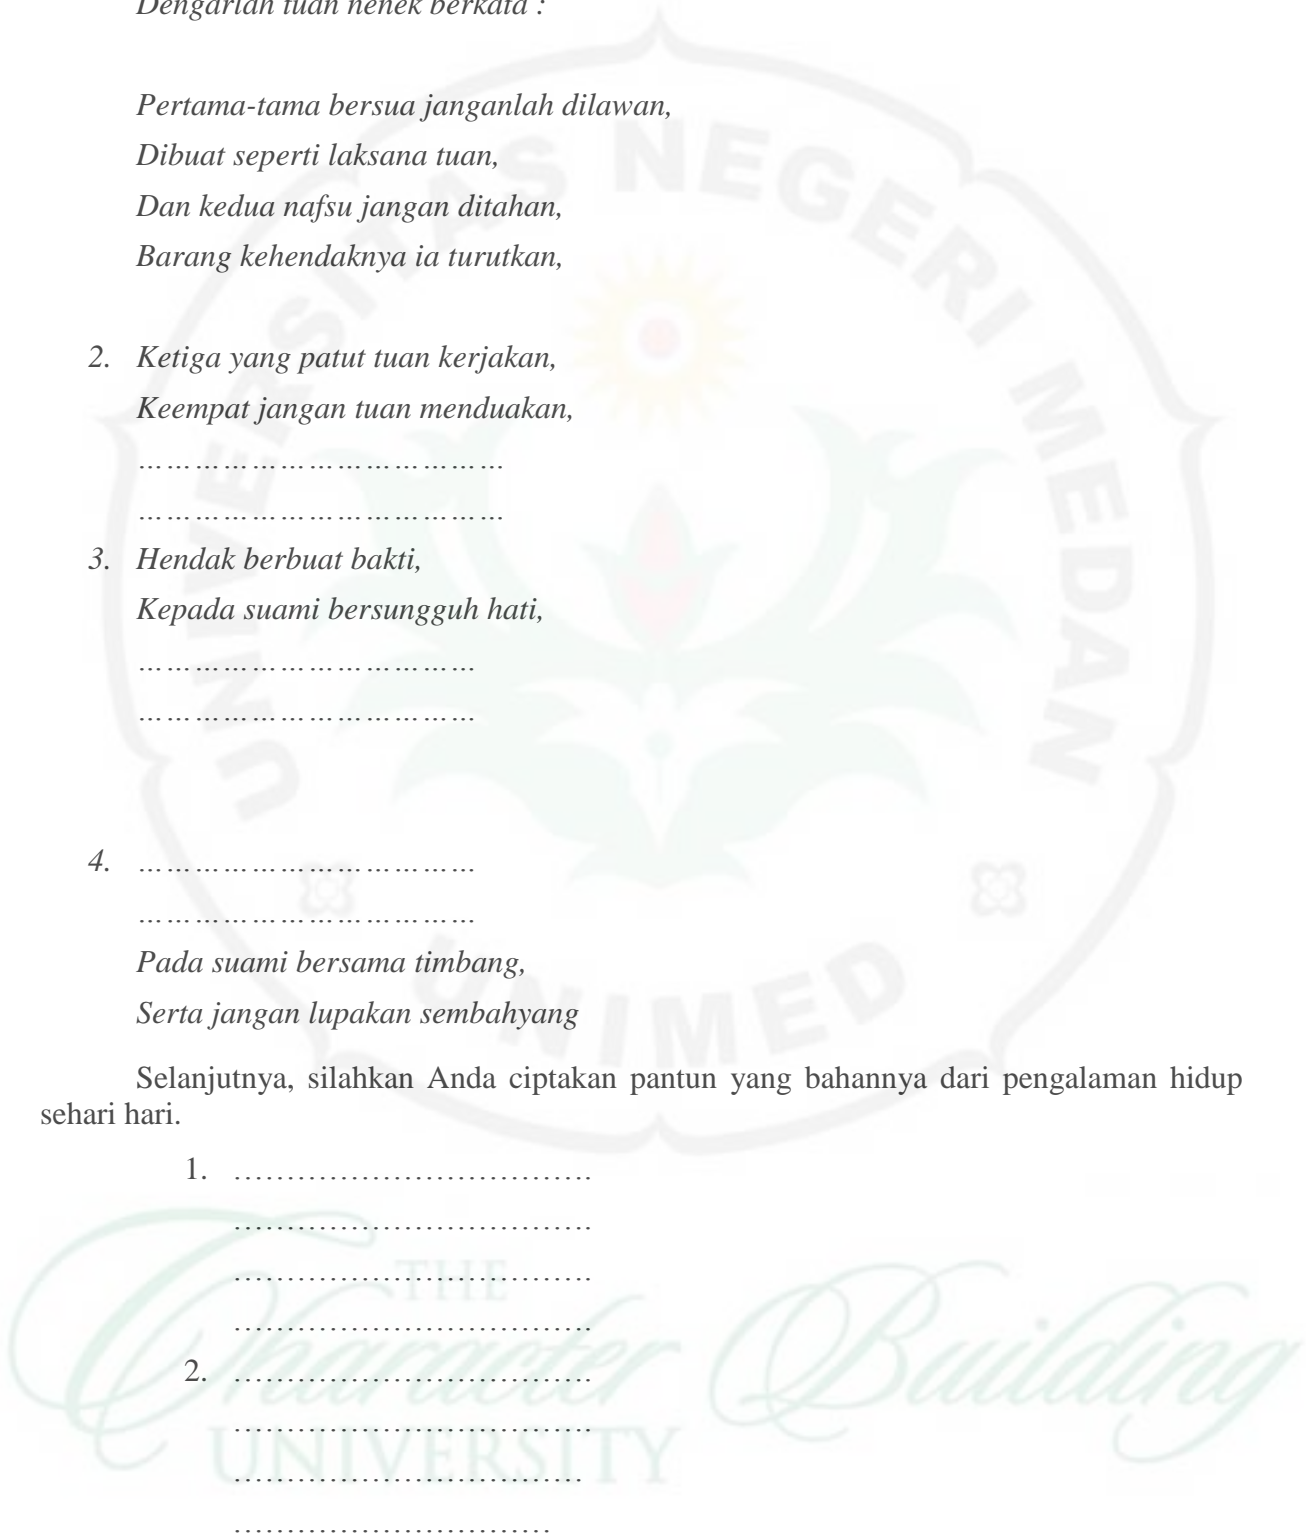 Dengarlah tuan nenek berkata :
Pertama-tama bersua janganlah dilawan,
Dibuat seperti laksana tuan,
Dan kedua nafsu jangan ditahan,
Barang kehendaknya ia turutkan,
2. Ketiga yang patut tuan kerjakan,
Keempat jangan tuan menduakan,
…………………………………
…………………………………
3. Hendak berbuat bakti,
Kepada suami bersungguh hati,
………………………………
………………………………
4. ………………………………
………………………………
Pada suami bersama timbang,
Serta jangan lupakan sembahyang
Selanjutnya, silahkan Anda ciptakan pantun yang bahannya dari pengalaman hidup
sehari hari.
1. ……………………………….
……………………………….
……………………………….
……………………………….
2. ……………………………….
……………………………….
………………………………
……………………………
UNIVERSITAS NEGERI MEDAN
UNIMED
THE
Character Building
UNIVERSITY